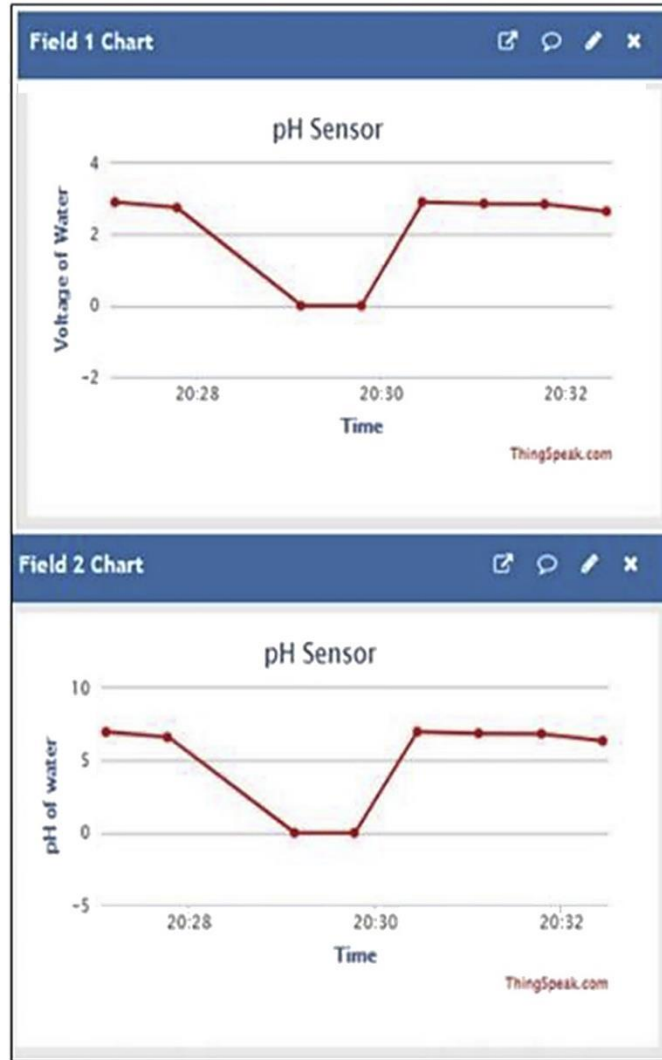 Field 1 Chart
pH Sensor
Voltage of Water
4
2
0
-2
20:28 20:30 20:32
Time
ThingSpeak.com
Field 2 Chart
pH Sensor
pH of water
10
5
0
-5
20:28 20:30 20:32
Time
ThingSpeak.com